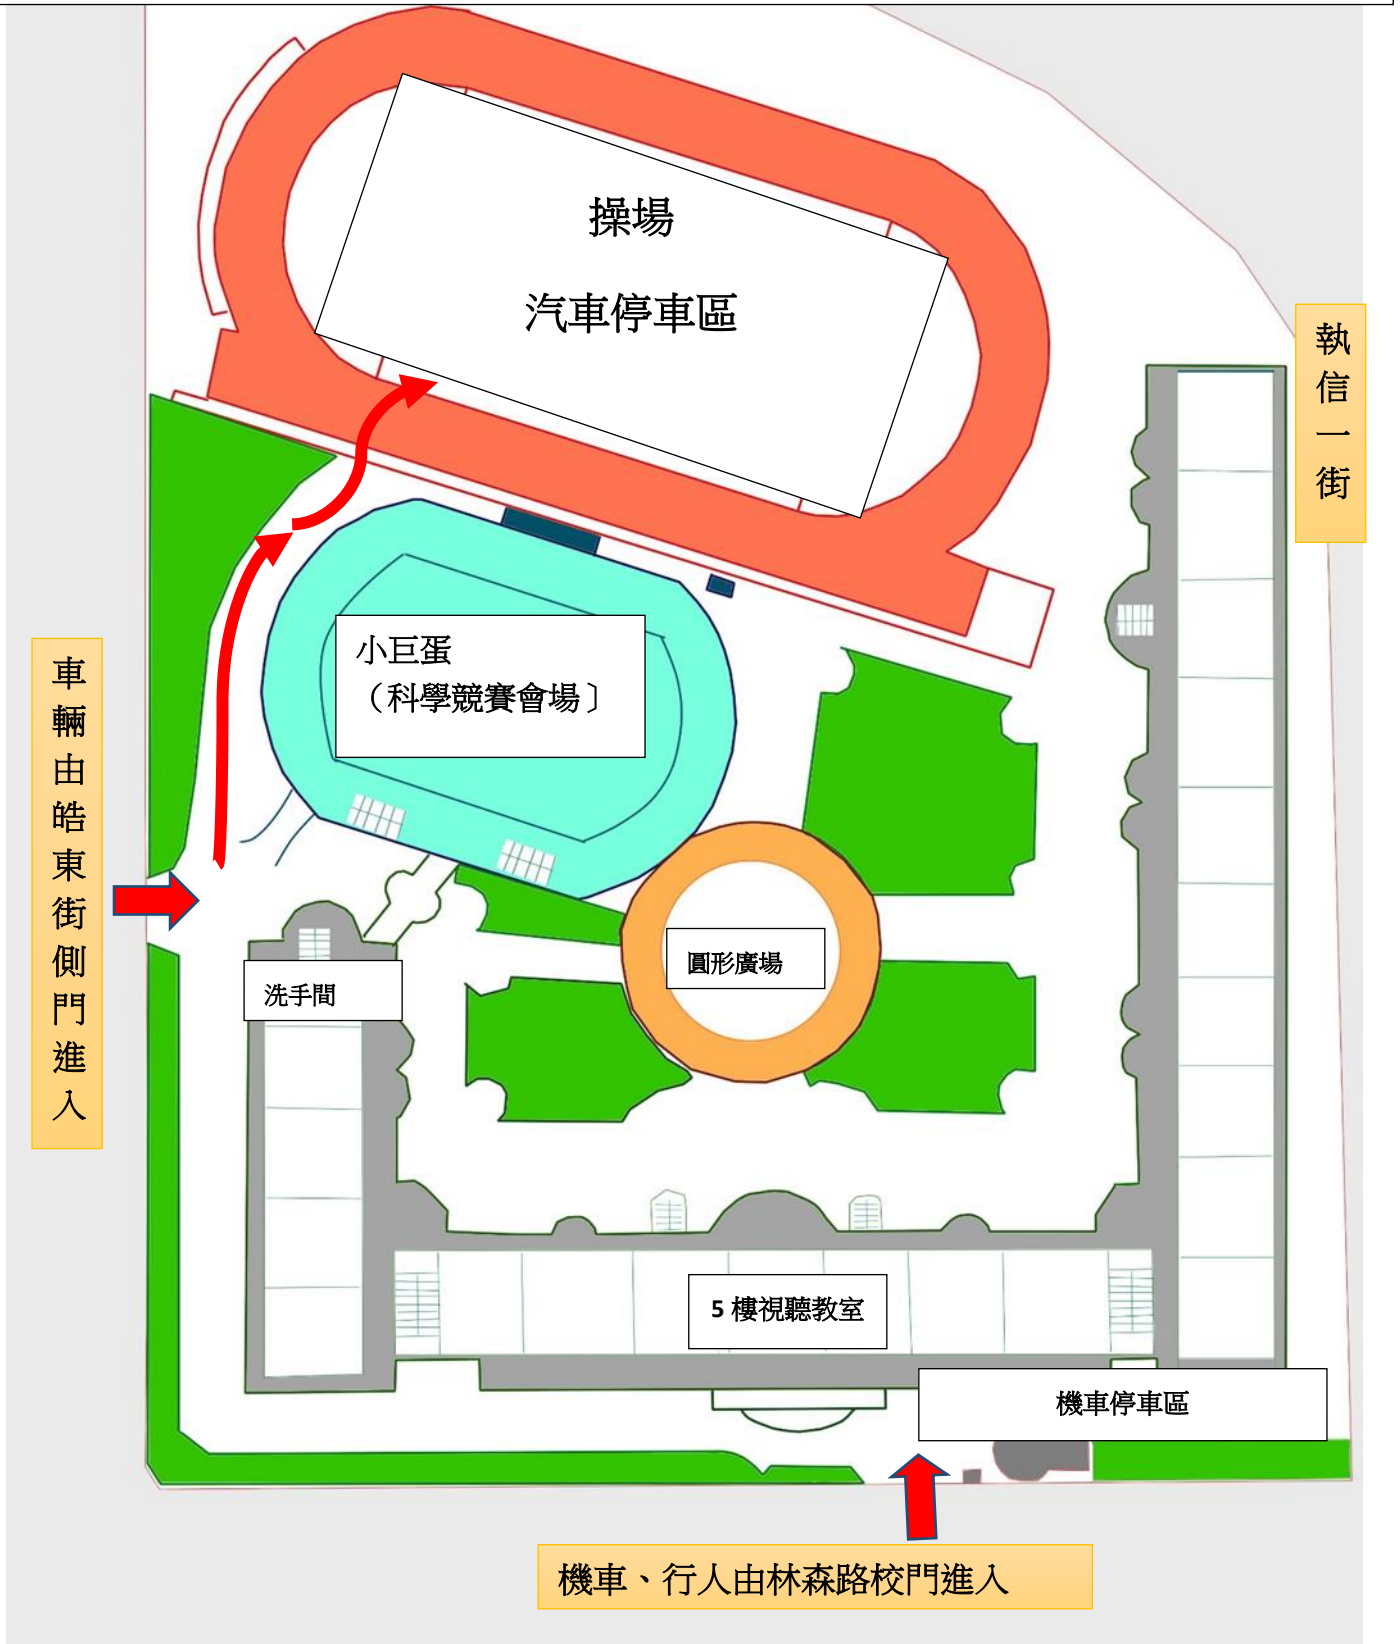 操場
汽車停車區
執信一街
小巨蛋
（科學競賽會場〕
車輛由皓東街側門進入
圓形廣場
洗手間
5 樓視聽教室
機車停車區
機車、行人由林森路校門進入